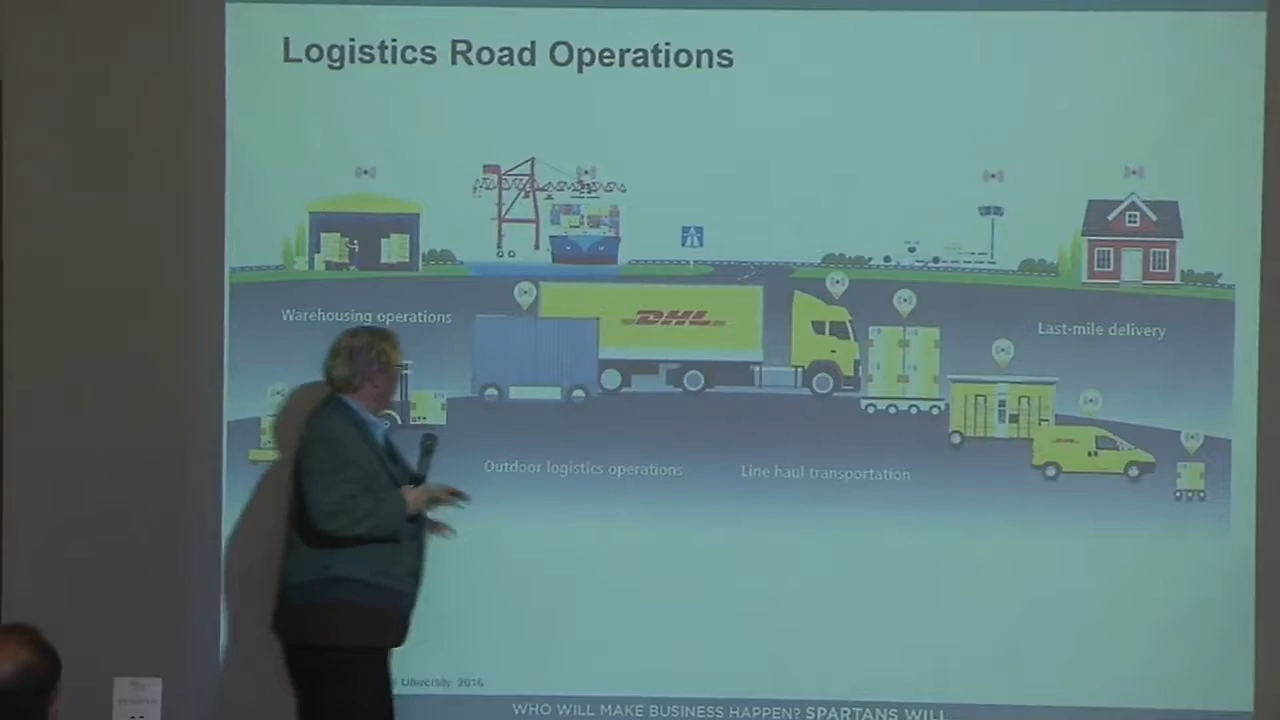 Logistics Road Operations
Warehousing operations
DHL
Last-mile delivery
DHL
Outdoor logistics operations
Line haul transportation
University 2016
WHO WILL MAKE BUSINESS HAPPEN? SPARTANS WILL